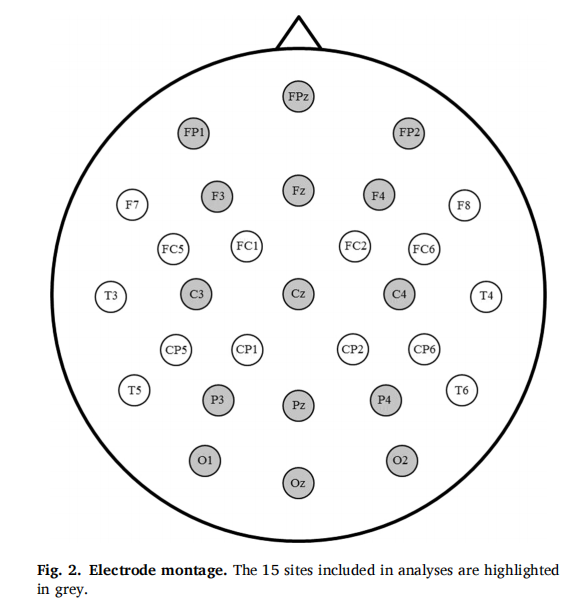 FPz
FP1 FP2
F3 Fz F4
F7 F8
FC5 FC1 FC2 FC6
T3 C3 Cz C4 T4
CP5 CP1 CP2 CP6
T5 T6
P3 Pz P4
O1 O2
Oz
Fig. 2. Electrode montage. The 15 sites included in analyses are highlighted
in grey.